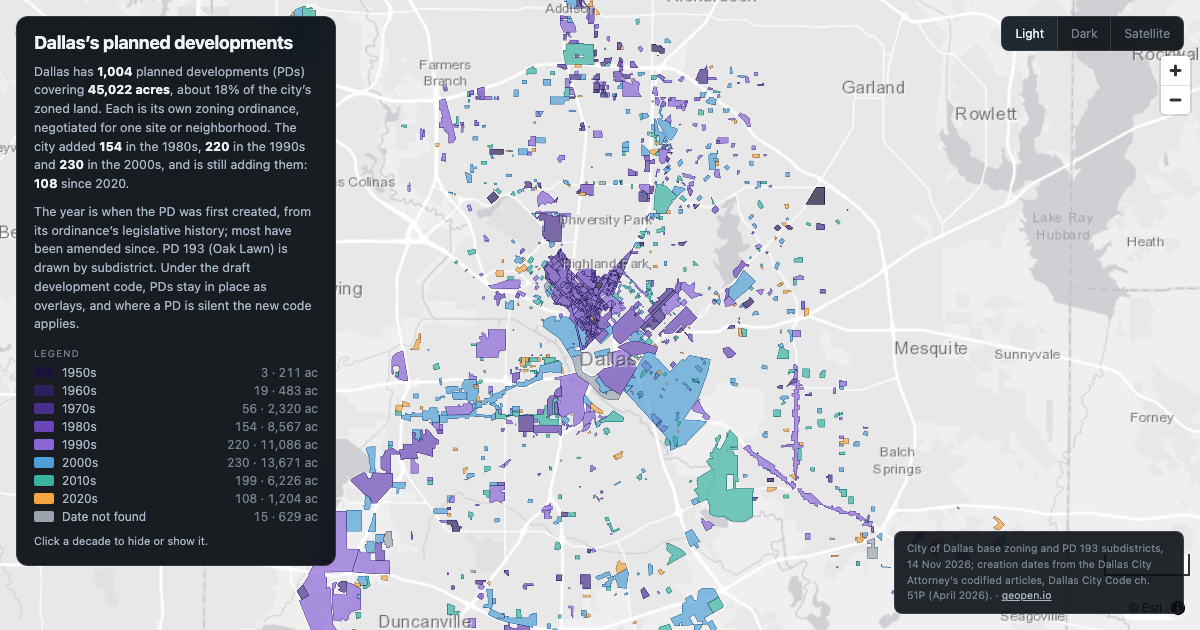 Dallas's planned developments
Dallas has 1,004 planned developments (PDs)
covering 45,022 acres, about 18% of the city's
zoned land. Each is its own zoning ordinance,
negotiated for one site or neighborhood. The
city added 154 in the 1980s, 220 in the 1990s
and 230 in the 2000s, and is still adding them:
108 since 2020.
The year is when the PD was first created, from
its ordinance's legislative history; most have
been amended since. PD 193 (Oak Lawn) is
drawn by subdistrict. Under the draft
development code, PDs stay in place as
overlays, and where a PD is silent the new code
applies.
LEGEND
1950s 3 · 211 ac
1960s 19 · 483 ac
1970s 56 · 2,320 ac
1980s 154 · 8,567 ac
1990s 220 · 11,086 ac
2000s 230 · 13,671 ac
2010s 199 · 6,226 ac
2020s 108 · 1,204 ac
Date not found 15 · 629 ac
Click a decade to hide or show it.
Light Dark Satellite
+
−
Addison
Farmers
Branch
Garland
Rowlett
University Park
Highland Park
Lake Ray
Hubbard
Heath
Dallas
Mesquite
Sunnyvale
Forney
Balch
Springs
Duncanville
Seagoville
City of Dallas base zoning and PD 193 subdistricts,
14 Nov 2026; creation dates from the Dallas City
Attorney's codified articles, Dallas City Code ch.
51P (April 2026). · geopen.io
© Esri